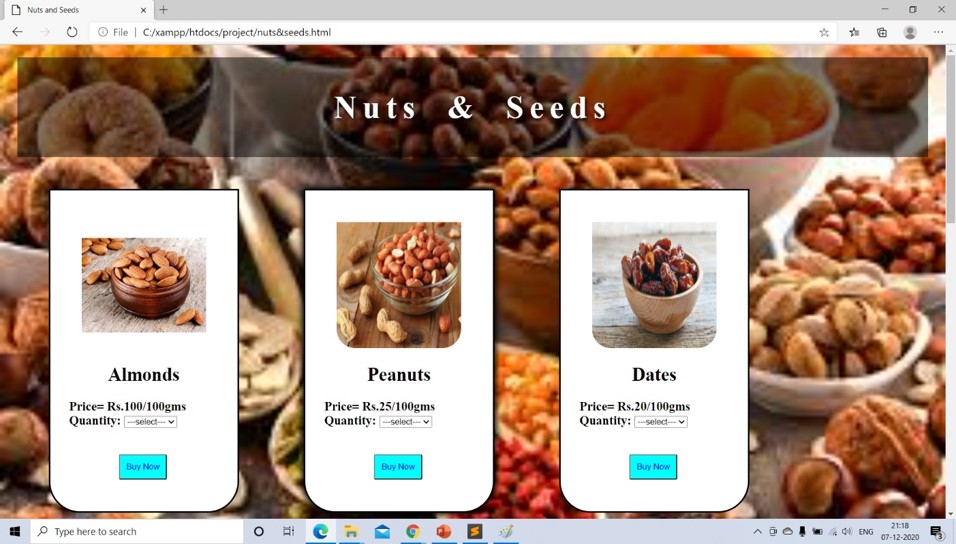 Nuts and Seeds
File | C:/xampp/htdocs/project/nuts&seeds.html
Nuts & Seeds
Almonds
Price= Rs.100/100gms
Quantity: ---select---
Buy Now
Peanuts
Price= Rs.25/100gms
Quantity: ---select---
Buy Now
Dates
Price= Rs.20/100gms
Quantity: ---select---
Buy Now
Type here to search
ENG
21:18
07-12-2020
3